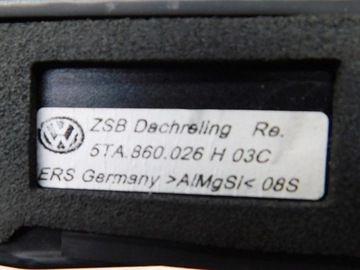 ZSB Dachreling Re.
5TA.860.026 H 03C
ERS Germany >AlMgSi< 08S